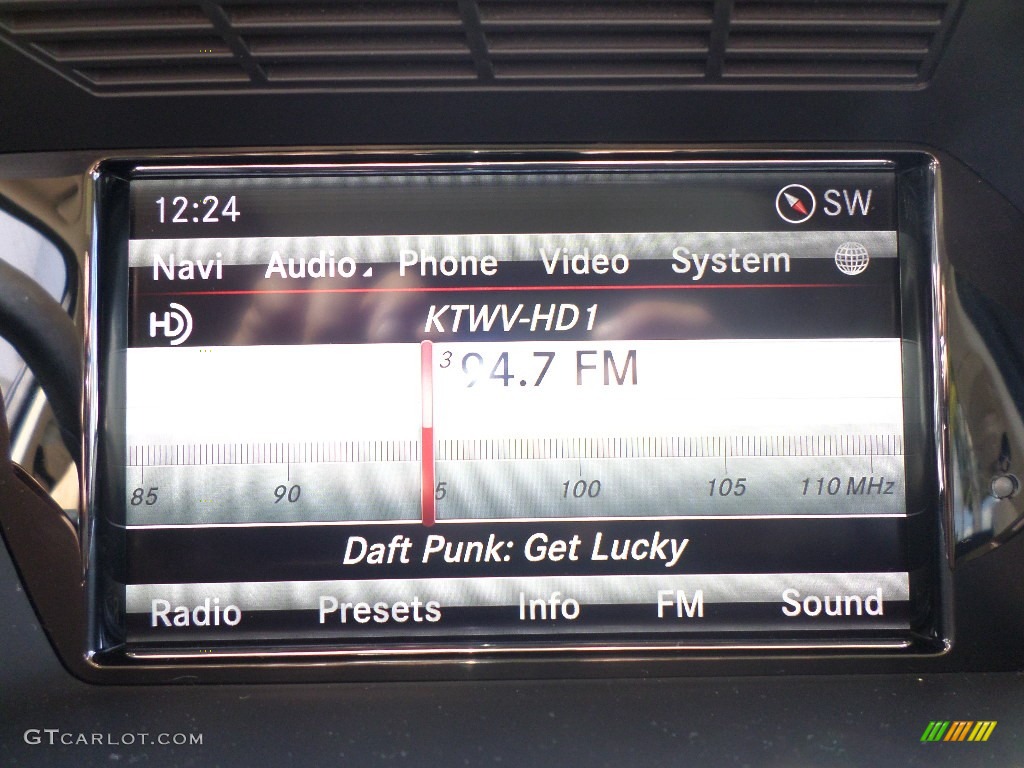 12:24 SW
Navi Audio Phone Video System
HD KTWV-HD1
3 94.7 FM
85 90 5 100 105 110 MHz
Daft Punk: Get Lucky
Radio Presets Info FM Sound
GTCARLOT.COM